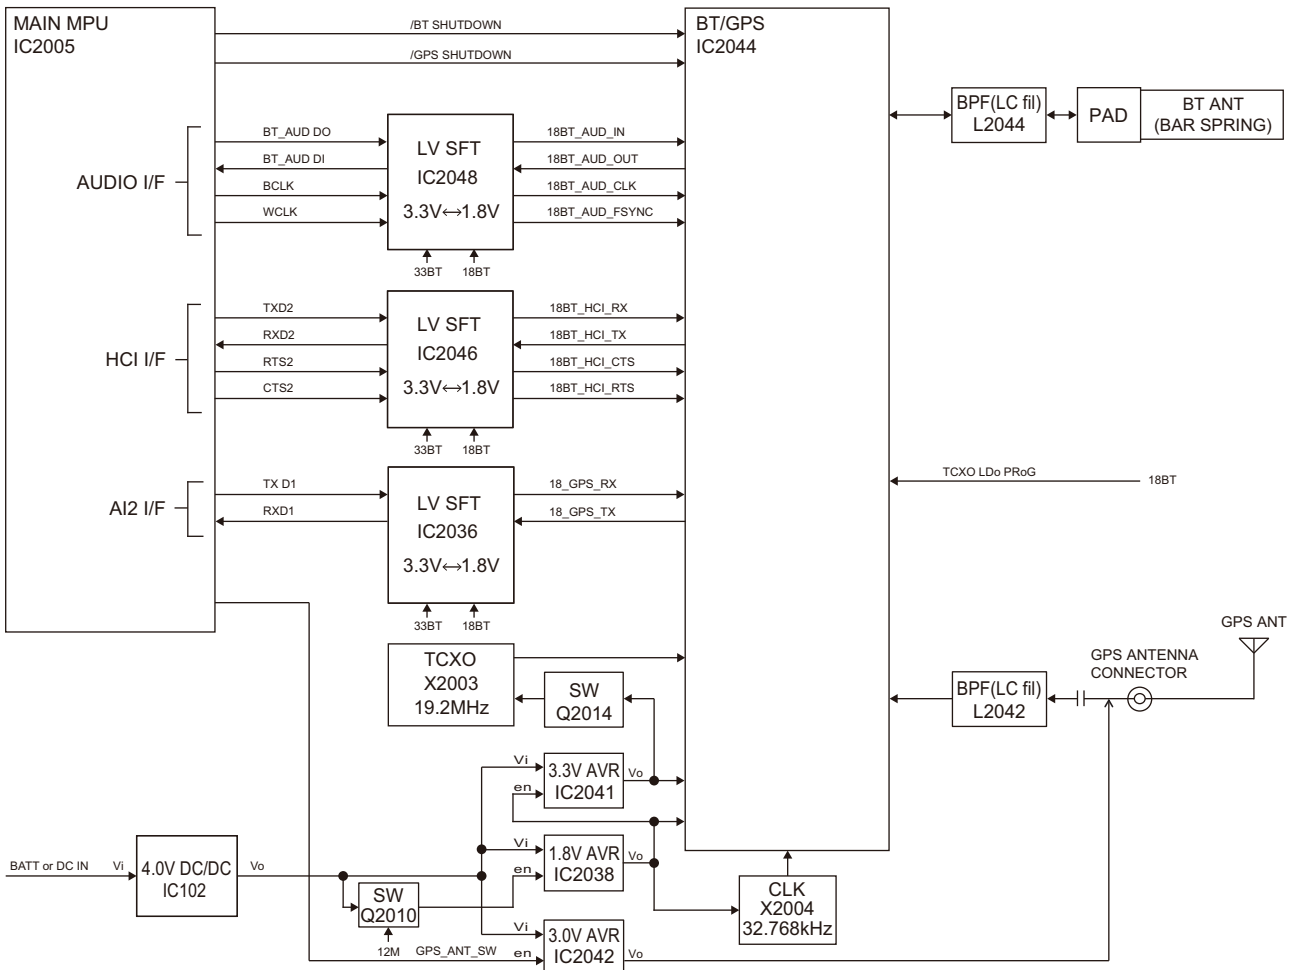 MAIN MPU
IC2005
/BT SHUTDOWN
/GPS SHUTDOWN
BT/GPS
IC2044
AUDIO I/F
BT_AUD DO
BT_AUD DI
BCLK
WCLK
LV SFT
IC2048
3.3V↔1.8V
33BT
18BT
18BT_AUD_IN
18BT_AUD_OUT
18BT_AUD_CLK
18BT_AUD_FSYNC
BPF(LC fil)
L2044
PAD
BT ANT
(BAR SPRING)
HCI I/F
TXD2
RXD2
RTS2
CTS2
LV SFT
IC2046
3.3V↔1.8V
33BT
18BT
18BT_HCI_RX
18BT_HCI_TX
18BT_HCI_CTS
18BT_HCI_RTS
AI2 I/F
TX D1
RXD1
LV SFT
IC2036
3.3V↔1.8V
33BT
18BT
18_GPS_RX
18_GPS_TX
TCXO LDo PRoG
18BT
TCXO
X2003
19.2MHz
SW
Q2014
BPF(LC fil)
L2042
GPS ANTENNA
CONNECTOR
GPS ANT
Vi
en
3.3V AVR
IC2041
Vo
Vi
en
1.8V AVR
IC2038
Vo
BATT or DC IN
Vi
4.0V DC/DC
IC102
Vo
SW
Q2010
12M
CLK
X2004
32.768kHz
GPS_ANT_SW
Vi
en
3.0V AVR
IC2042
Vo